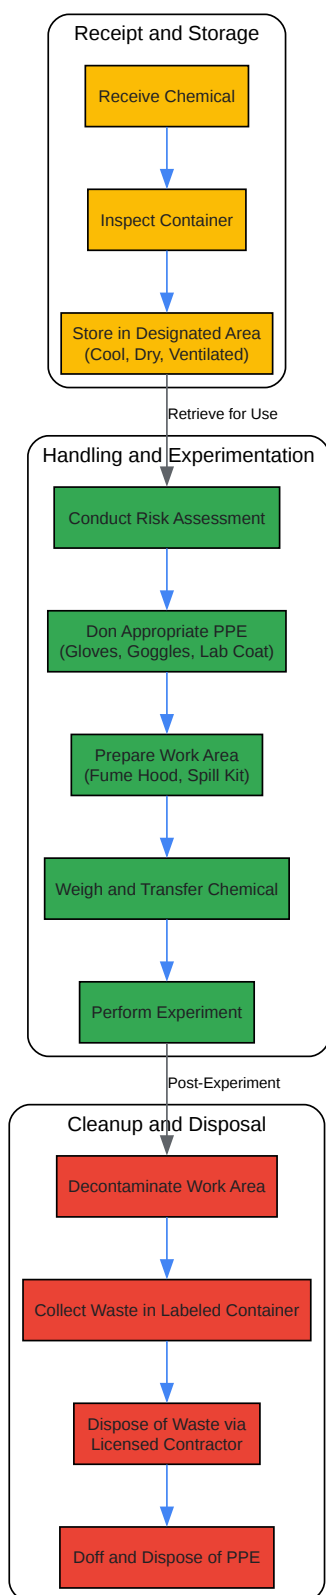 Receipt and Storage
Receive Chemical
Inspect Container
Store in Designated Area
(Cool, Dry, Ventilated)
Retrieve for Use
Handling and Experimentation
Conduct Risk Assessment
Don Appropriate PPE
(Gloves, Goggles, Lab Coat)
Prepare Work Area
(Fume Hood, Spill Kit)
Weigh and Transfer Chemical
Perform Experiment
Post-Experiment
Cleanup and Disposal
Decontaminate Work Area
Collect Waste in Labeled Container
Dispose of Waste via
Licensed Contractor
Doff and Dispose of PPE